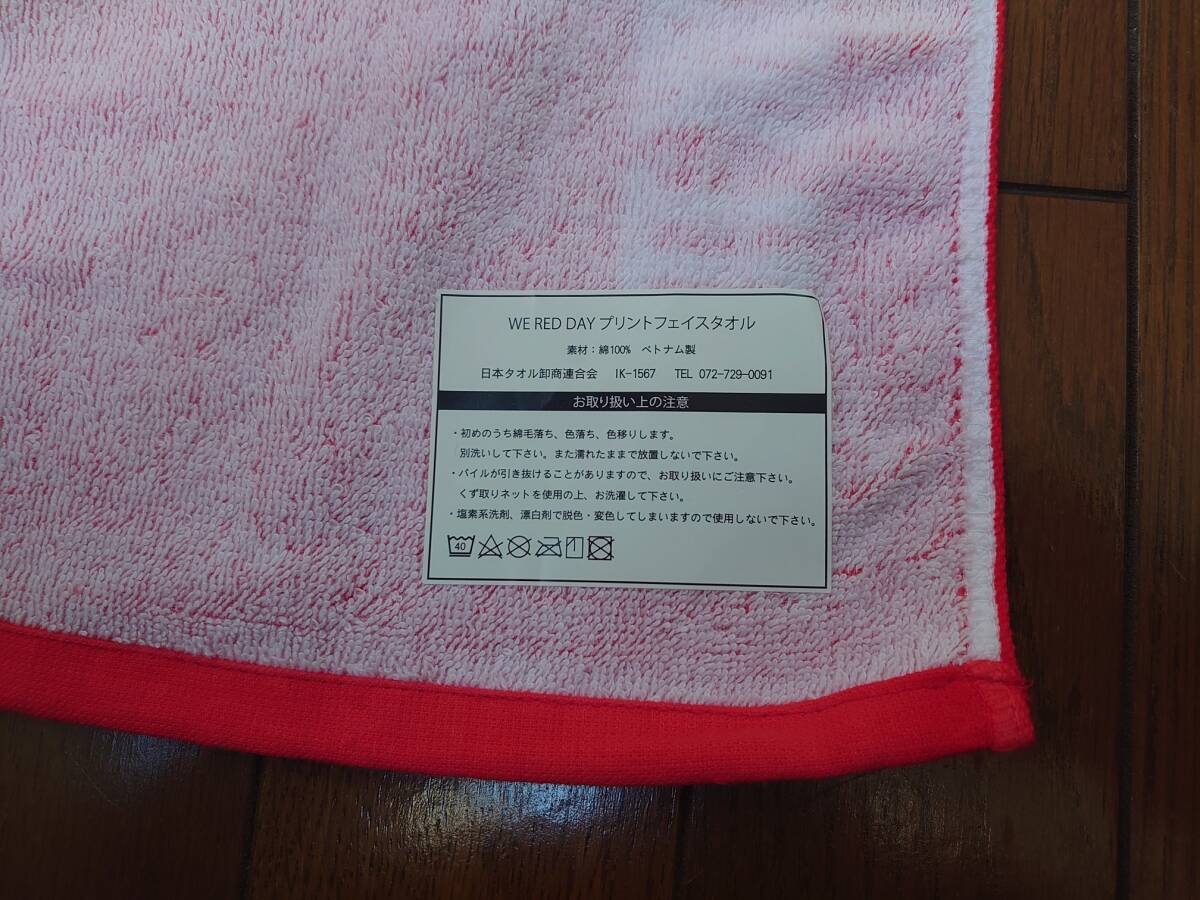 WE RED DAY プリントフェイスタオル
素材：綿100% ベトナム製
日本タオル卸商連合会 IK-1567 TEL 072-729-0091
お取り扱い上の注意
・初めのうち綿毛落ち、色落ち、色移りします。
別洗いして下さい。また濡れたままで放置しないで下さい。
・パイルが引き抜けることがありますので、お取り扱いにご注意下さい。
くず取りネットを使用の上、お洗濯して下さい。
・塩素系洗剤、漂白剤で脱色・変色してしまいますので使用しないで下さい。
40